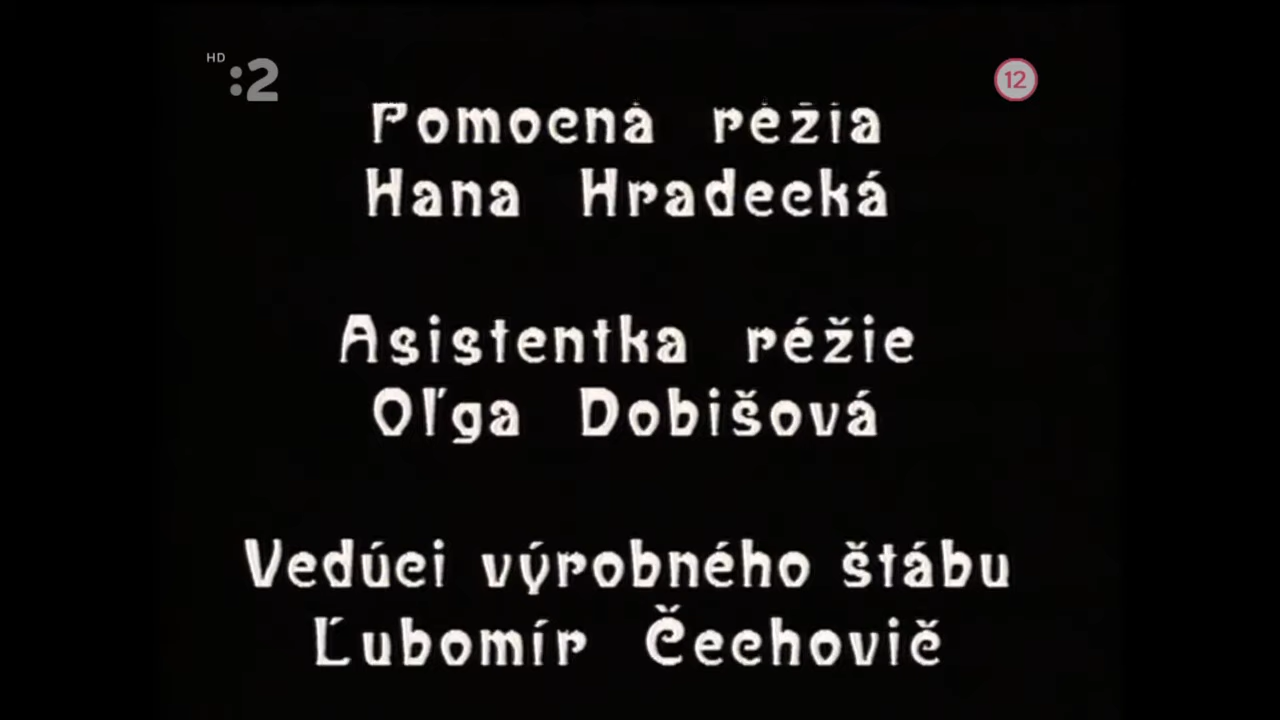 HD
:2
12
Pomocná réžia
Hana Hradecká
Asistentka réžie
Oľga Dobišová
Vedúci výrobného štábu
Ľubomír Čechovič